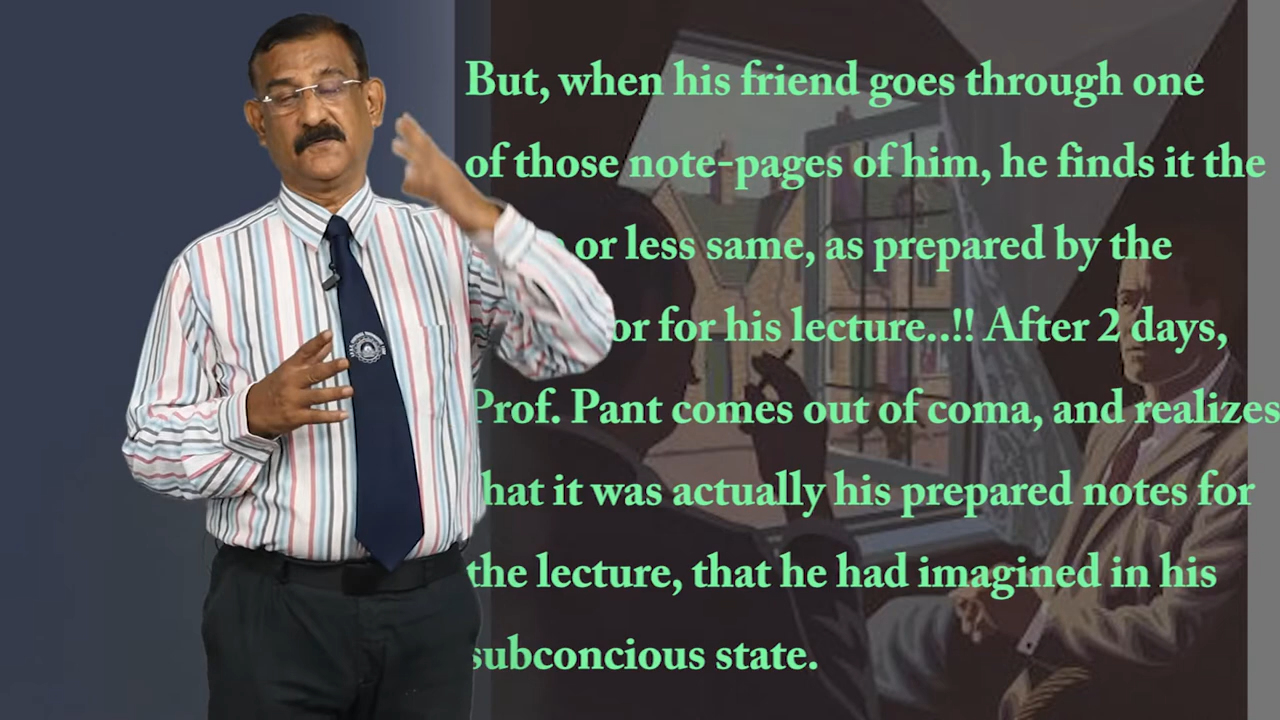 But, when his friend goes through one
of those note-pages of him, he finds it the
or less same, as prepared by the
for his lecture..!! After 2 days,
Prof. Pant comes out of coma, and realizes
that it was actually his prepared notes for
the lecture, that he had imagined in his
subconcious state.